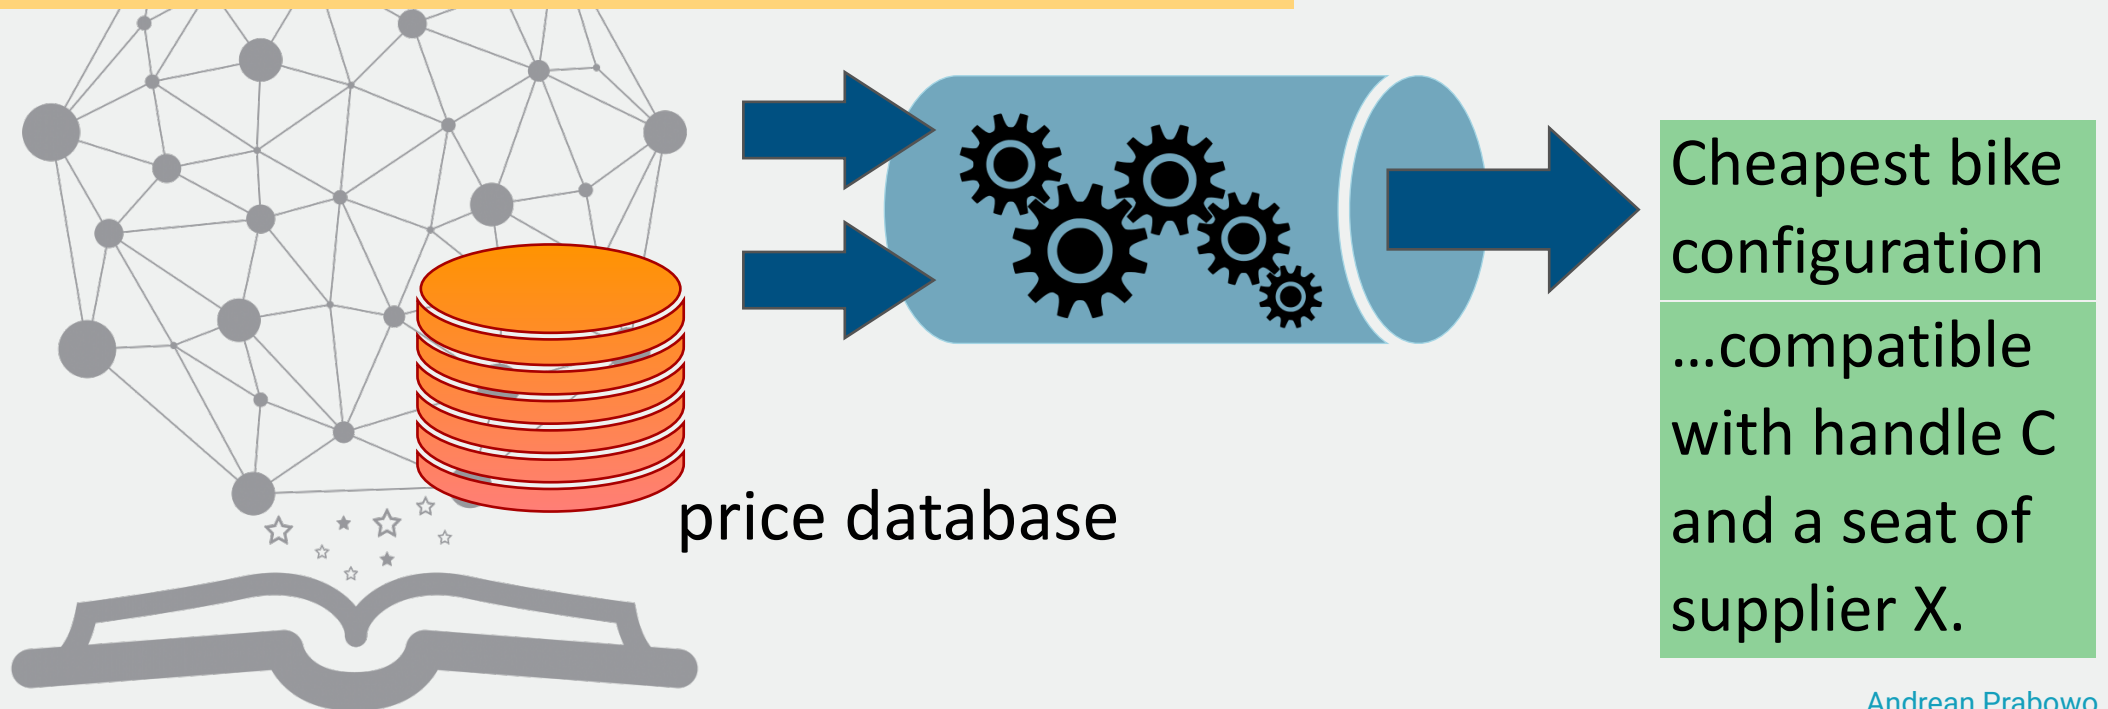 Cheapest bike
configuration
...compatible
with handle C
and a seat of
supplier X.
price database
Andrean Prabowo